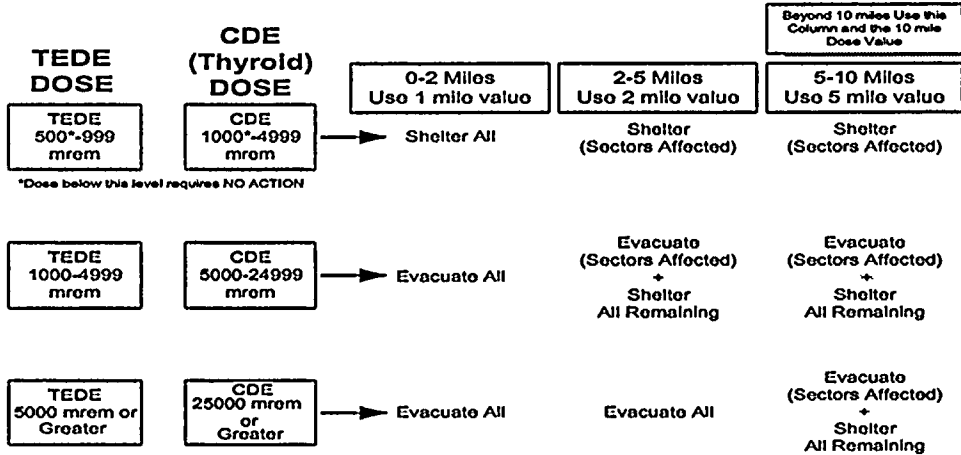 Beyond 10 miles Use this
Column and the 10 mile
Dose Value
TEDE
DOSE
CDE
(Thyroid)
DOSE
0-2 Miles
Use 1 mile value
2-5 Miles
Use 2 mile value
5-10 Miles
Use 5 mile value
TEDE
500*-999
mrem
CDE
1000*-4999
mrem
Shelter All
Shelter
(Sectors Affected)
Shelter
(Sectors Affected)
*Dose below this level requires NO ACTION
TEDE
1000-4999
mrem
CDE
5000-24999
mrem
Evacuate All
Evacuate
(Sectors Affected)
+
Shelter
All Remaining
Evacuate
(Sectors Affected)
+
Shelter
All Remaining
TEDE
5000 mrem or
Greater
CDE
25000 mrem
or
Greater
Evacuate All
Evacuate All
Evacuate
(Sectors Affected)
+
Shelter
All Remaining